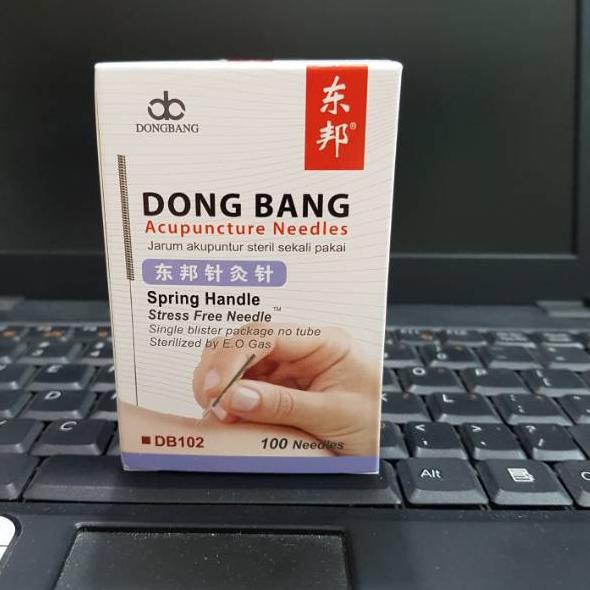 DONGBANG
东邦®
DONG BANG
Acupuncture Needles
Jarum akupuntur steril sekali pakai
东邦针灸针
Spring Handle
Stress Free Needle™
Single blister package no tube
Sterilized by E.O Gas
DB102
100 Needles
Alt